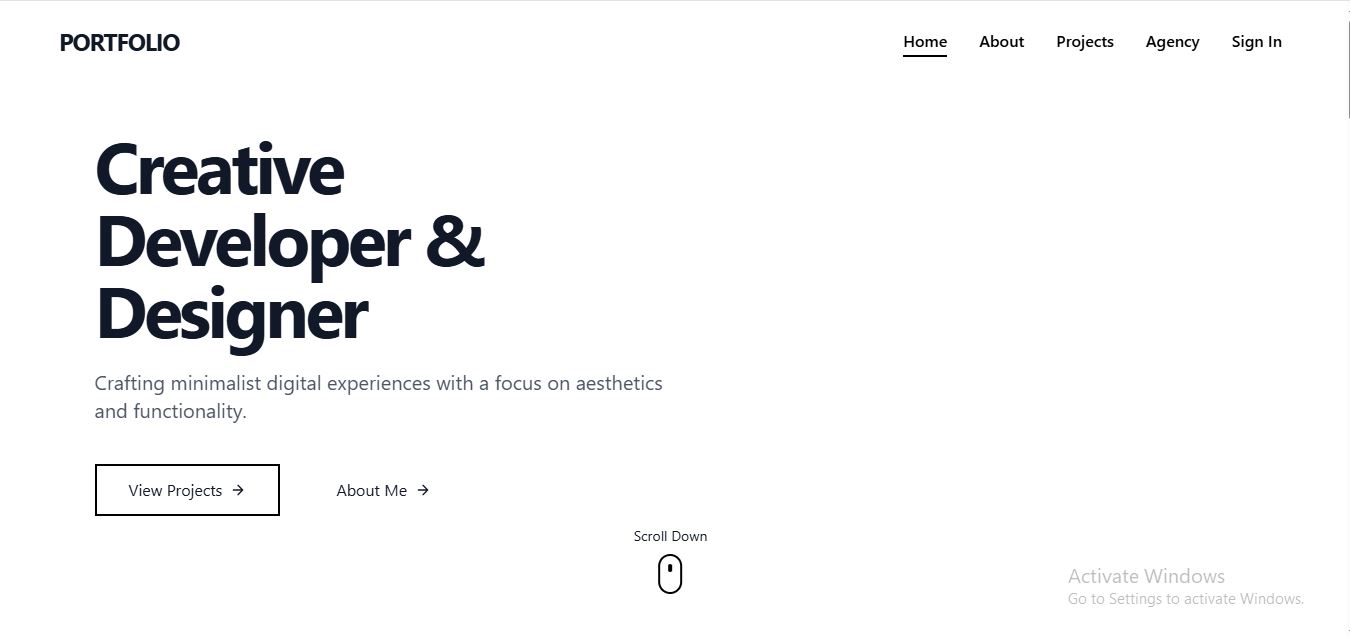 PORTFOLIO
Home About Projects Agency Sign In
Creative
Developer &
Designer
Crafting minimalist digital experiences with a focus on aesthetics
and functionality.
View Projects → About Me →
Scroll Down
Activate Windows
Go to Settings to activate Windows.